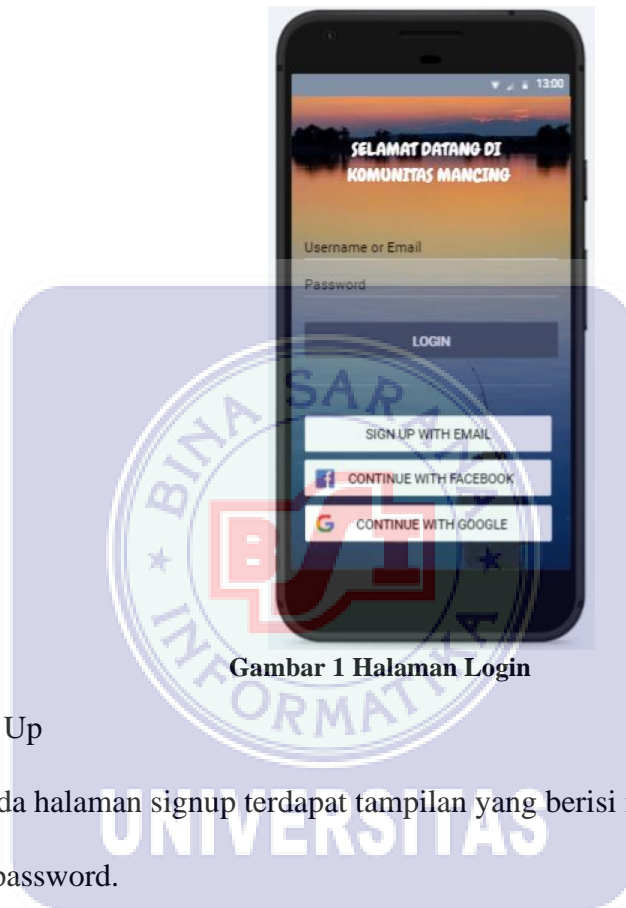 13:00
SELAMAT DATANG DI
KOMUNITAS MANCING
Username or Email
Password
LOGIN
SIGN UP WITH EMAIL
CONTINUE WITH FACEBOOK
G CONTINUE WITH GOOGLE
BINA SARANA
BSI
INFORMATIKA
Gambar 1 Halaman Login
Up
da halaman signup terdapat tampilan yang berisi
UNIVERSITAS
password.